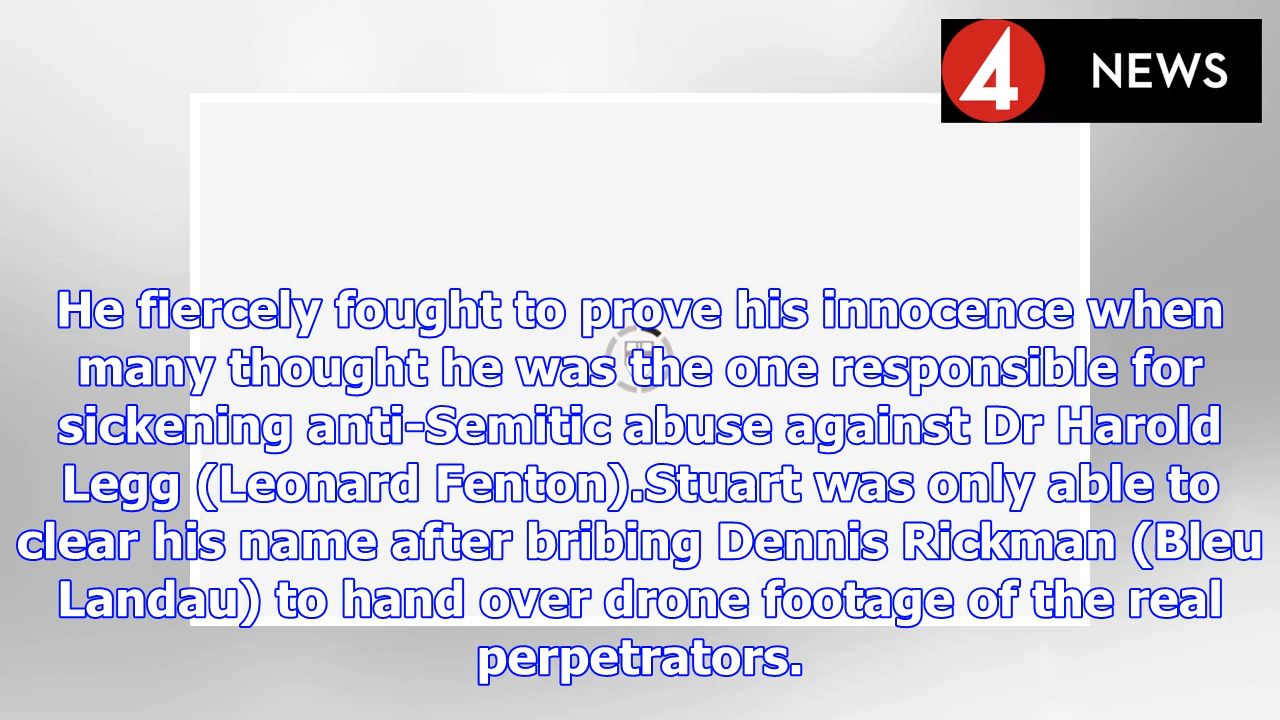 4 NEWS
He fiercely fought to prove his innocence when
many thought he was the one responsible for
sickening anti-Semitic abuse against Dr Harold
Legg (Leonard Fenton).Stuart was only able to
clear his name after bribing Dennis Rickman (Bleu
Landau) to hand over drone footage of the real
perpetrators.